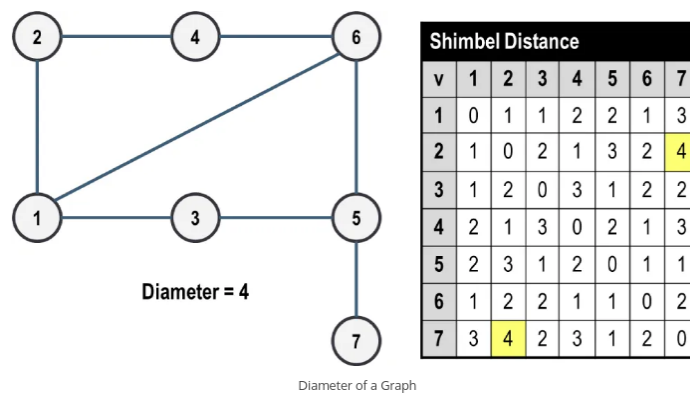 2 4 6
1 3 5
Diameter = 4
7
Shimbel Distance
v 1 2 3 4 5 6 7
1 0 1 1 2 2 1 3
2 1 0 2 1 3 2 4
3 1 2 0 3 1 2 2
4 2 1 3 0 2 1 3
5 2 3 1 2 0 1 1
6 1 2 2 1 1 0 2
7 3 4 2 3 1 2 0
Diameter of a Graph